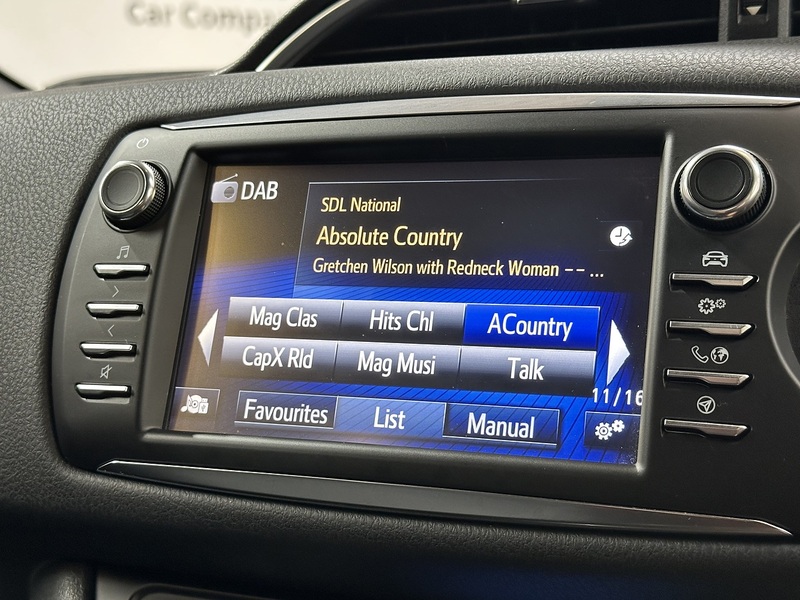 Car Compa
DAB
SDL National
Absolute Country
Gretchen Wilson with Redneck Woman -- ...
Mag Clas Hits Chl ACountry
CapX Rld Mag Musi Talk
11/16
Favourites List Manual